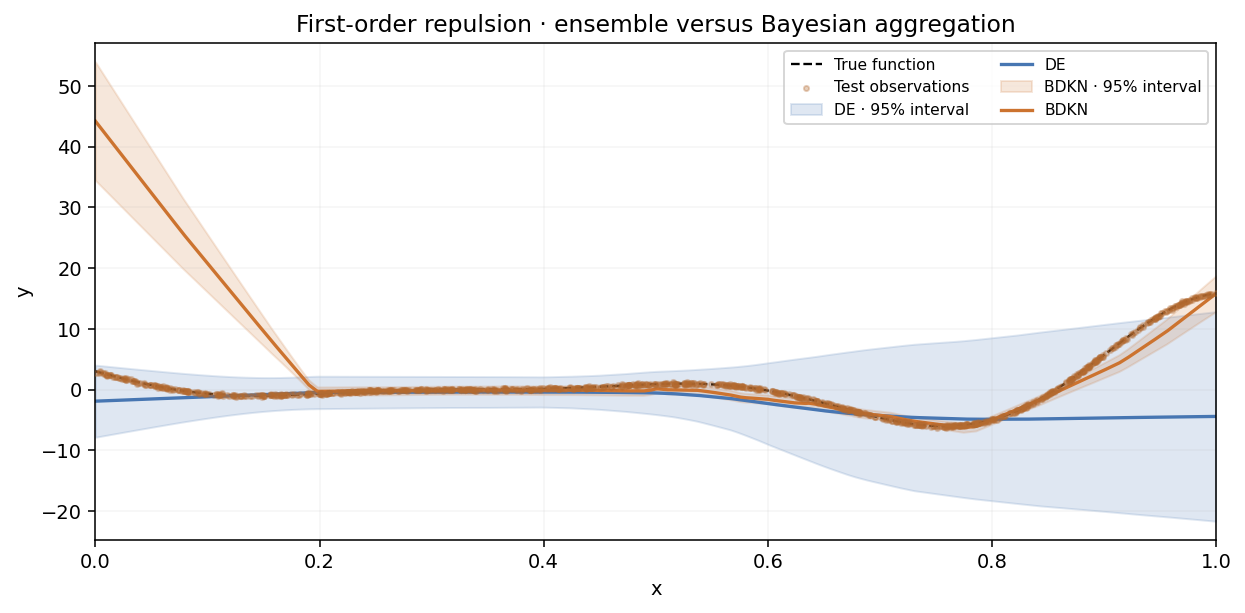 First-order repulsion · ensemble versus Bayesian aggregation
True function
Test observations
DE · 95% interval
DE
BDKN · 95% interval
BDKN
y
50
40
30
20
10
0
−10
−20
0.0
0.2
0.4
0.6
0.8
1.0
x